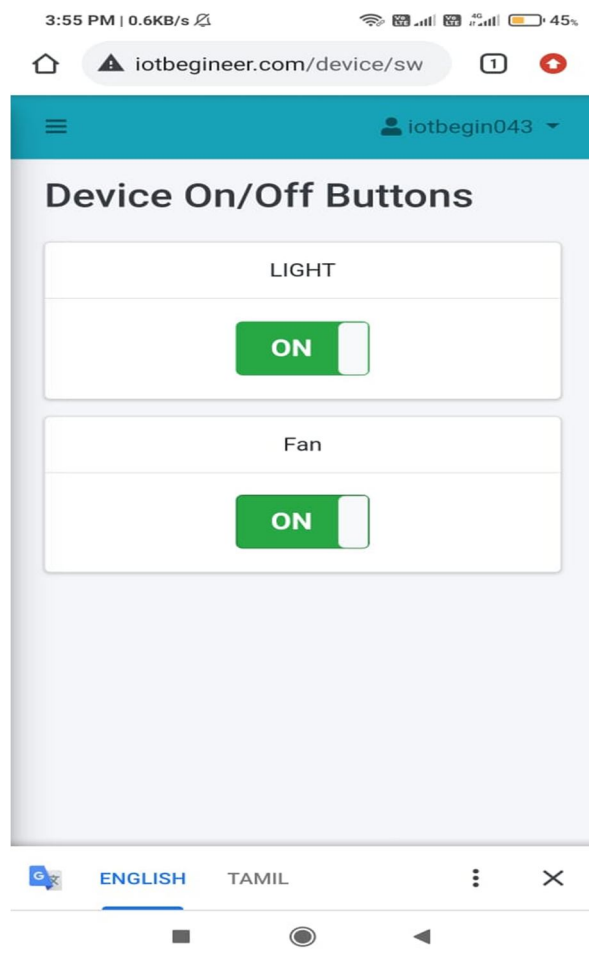 3:55 PM | 0.6KB/s
4G
45%
iotbegineer.com/device/sw
1
iotbegin043
Device On/Off Buttons
LIGHT
ON
Fan
ON
ENGLISH TAMIL